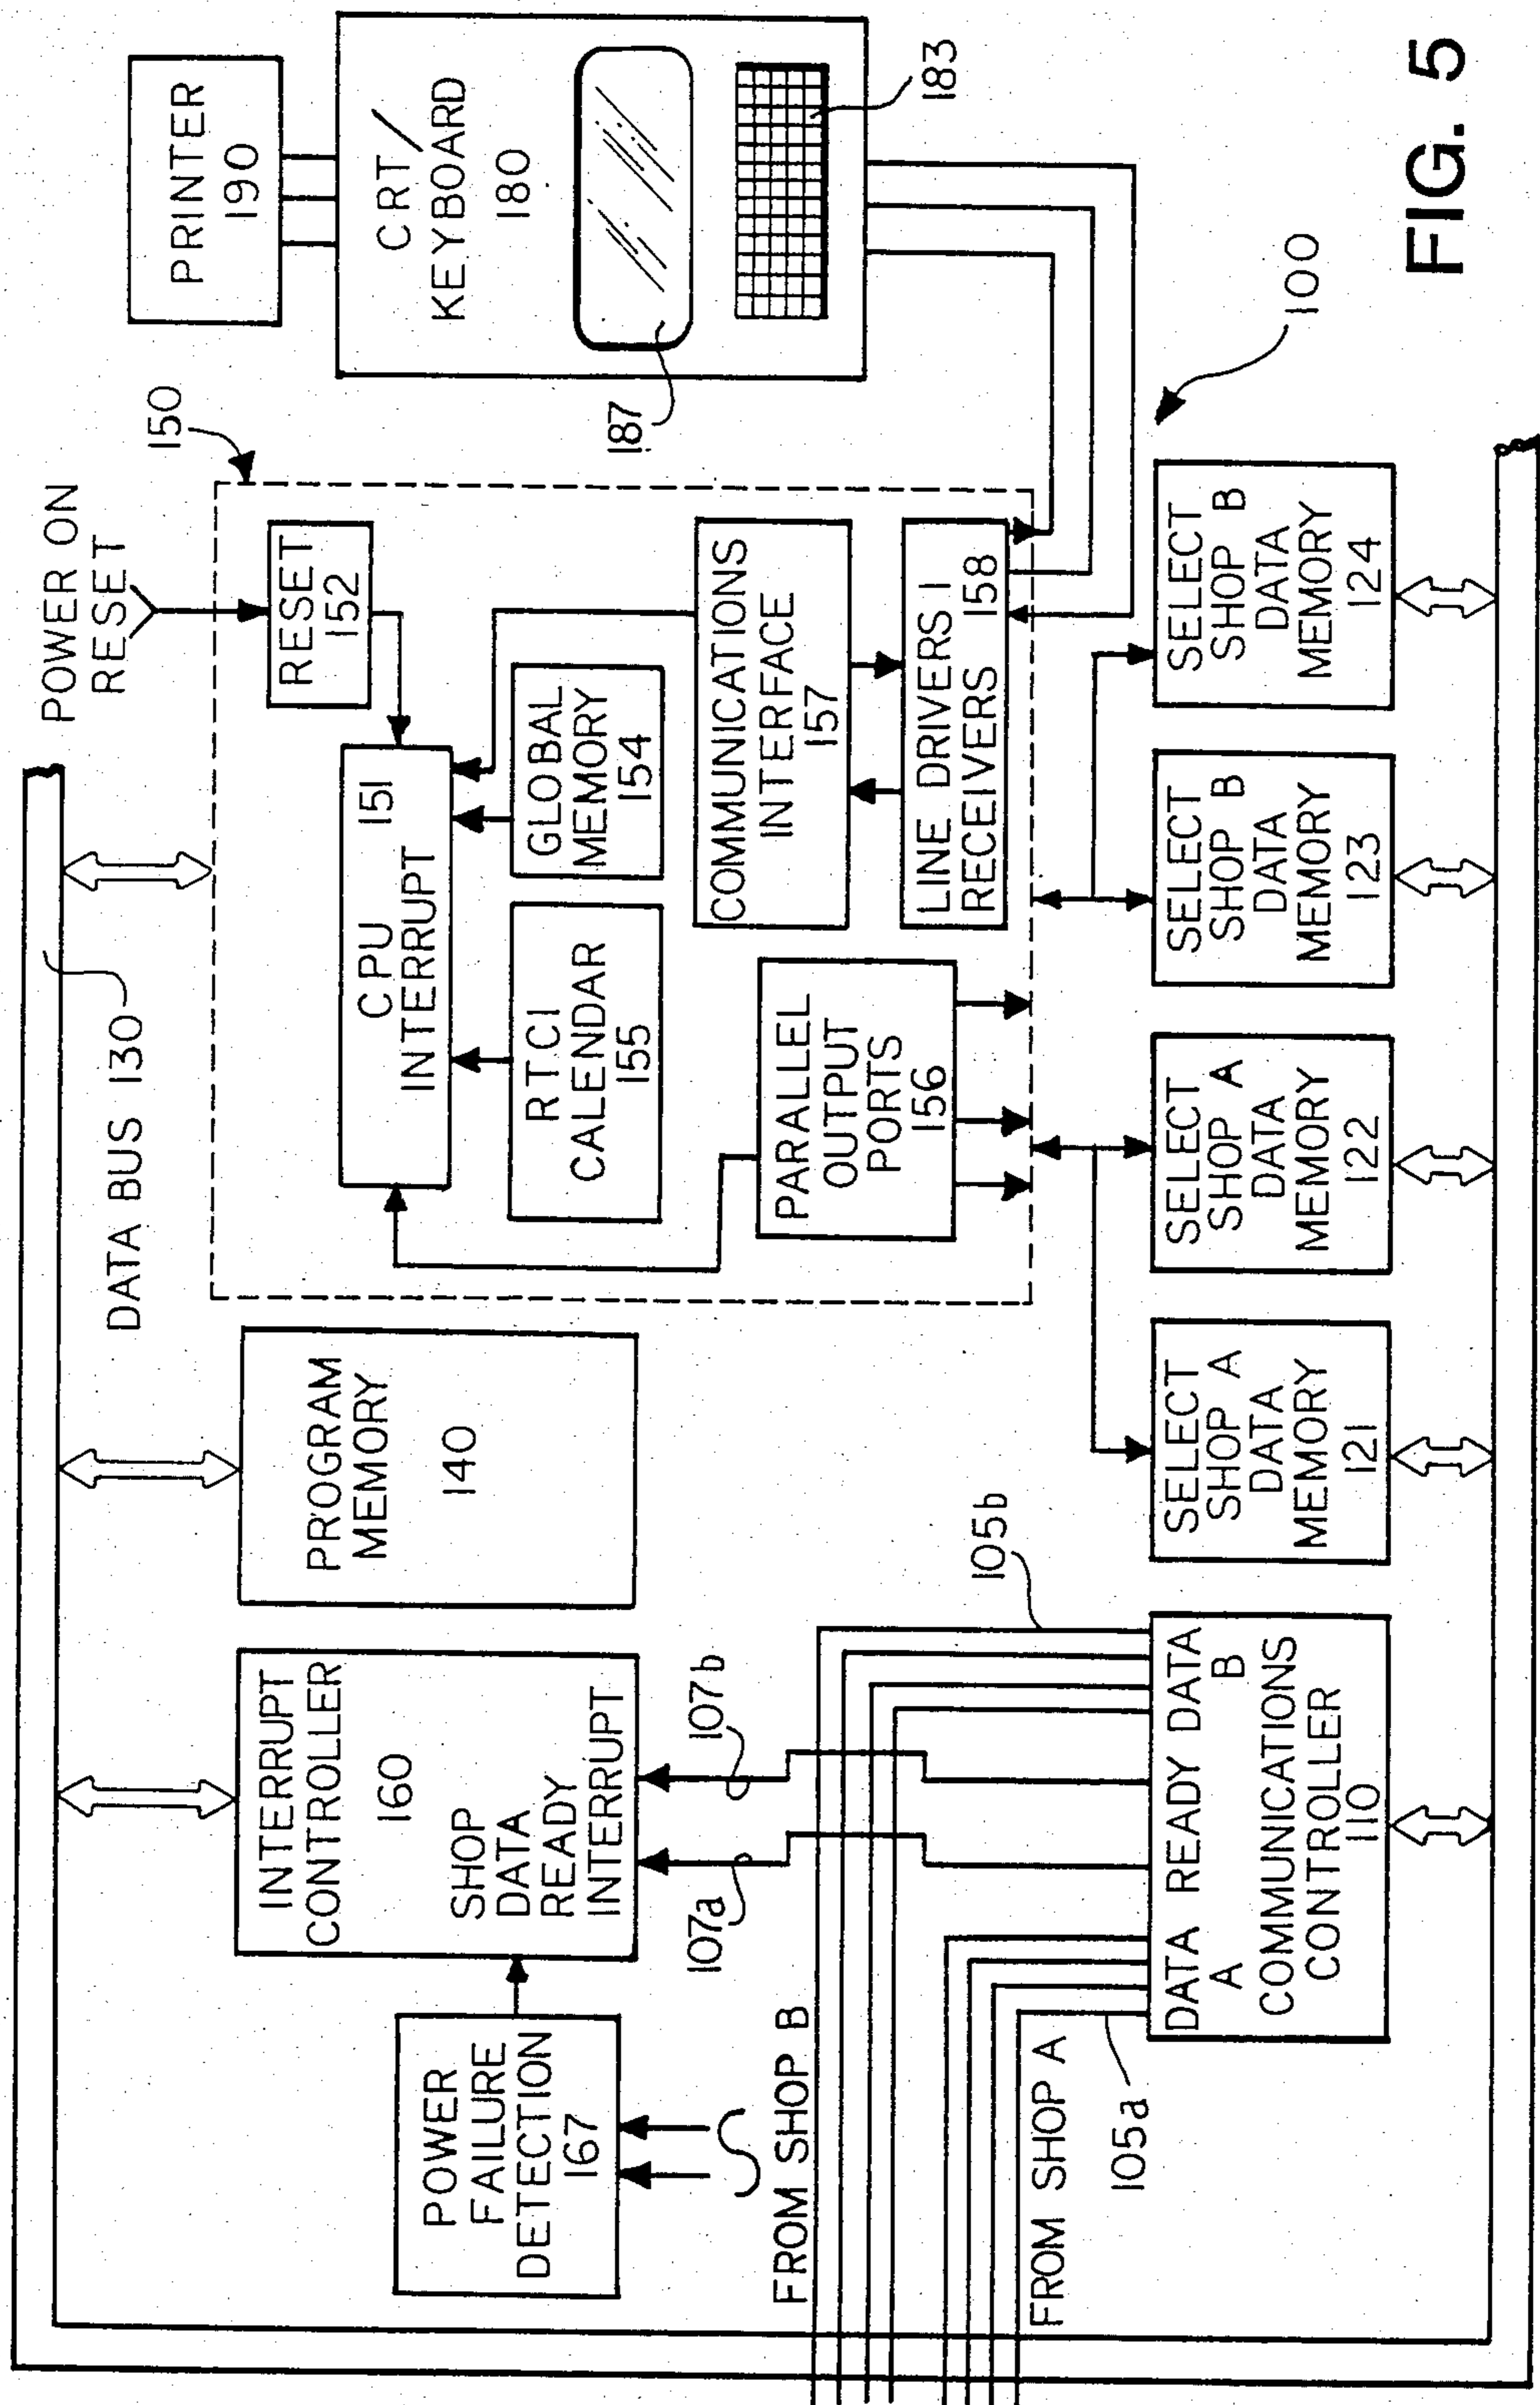 POWER ON
RESET
150
PRINTER
190
CRT/
KEYBOARD
180
187
183
DATA BUS 130
RESET
152
CPU 151
INTERRUPT
RTCI
CALENDAR
155
GLOBAL
MEMORY
154
PARALLEL
OUTPUT
PORTS
156
COMMUNICATIONS
INTERFACE
157
LINE DRIVERS I
RECEIVERS 158
INTERRUPT
CONTROLLER
160
SHOP
DATA
READY
INTERRUPT
PROGRAM
MEMORY
140
POWER
FAILURE
DETECTION
167
107a
107b
FROM SHOP B
FROM SHOP A
105a
105b
DATA READY DATA
A B
COMMUNICATIONS
CONTROLLER
110
SELECT
SHOP A
DATA
MEMORY
121
SELECT
SHOP A
DATA
MEMORY
122
SELECT
SHOP B
DATA
MEMORY
123
SELECT
SHOP B
DATA
MEMORY
124
100
FIG. 5